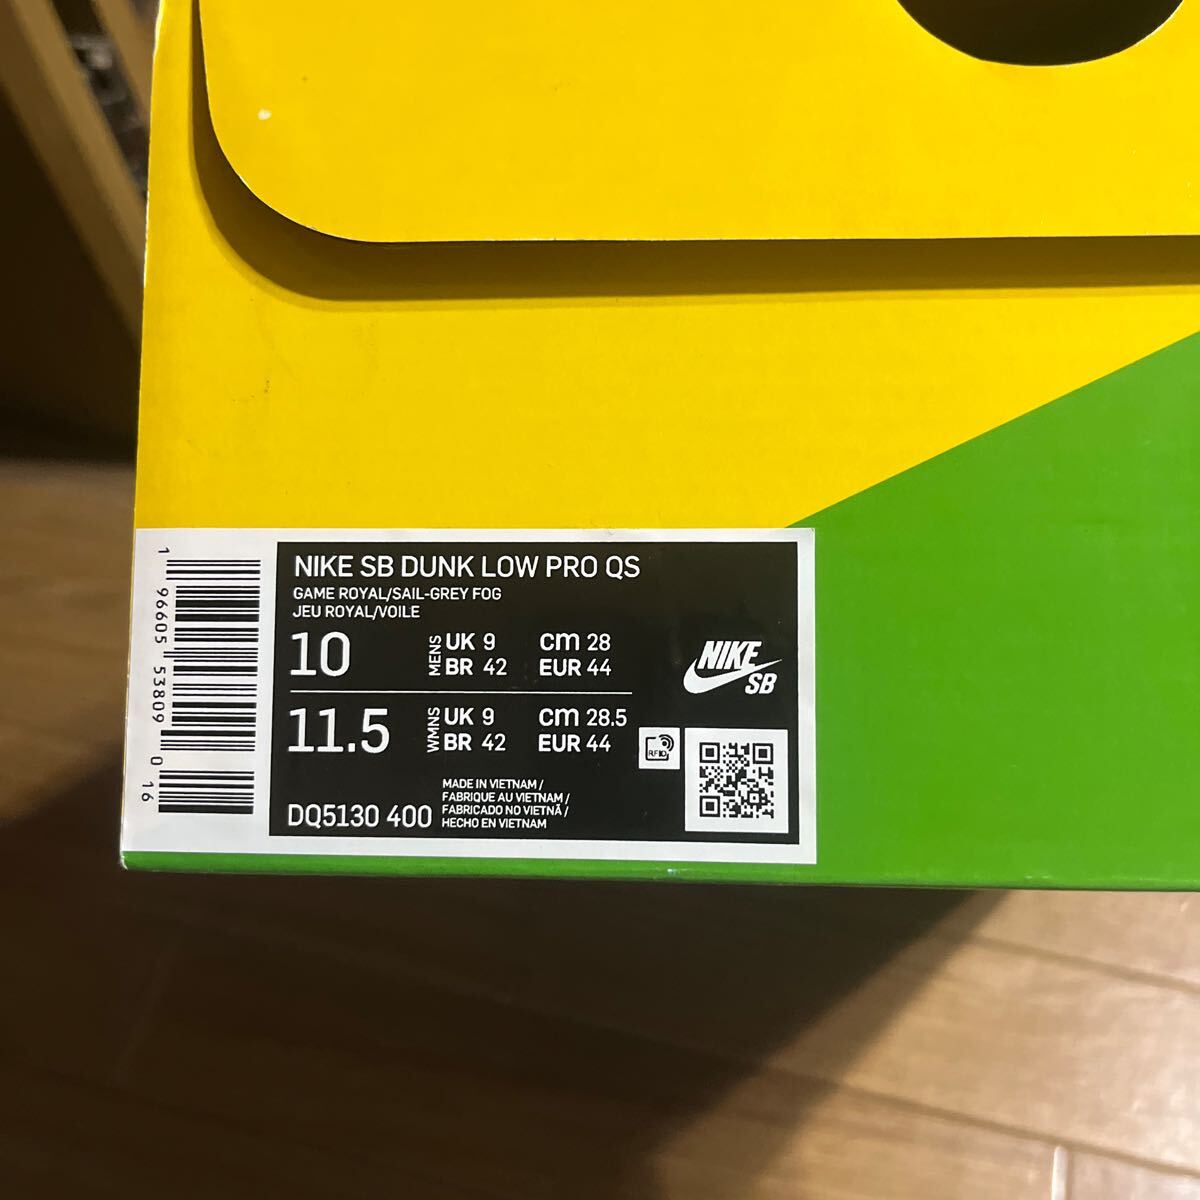 NIKE SB DUNK LOW PRO QS
GAME ROYAL/SAIL-GREY FOG
JEU ROYAL/VOILE
10 MENS UK 9 cm 28
BR 42 EUR 44
11.5 WMNS UK 9 cm 28.5
BR 42 EUR 44
NIKE
SB
RFID
DQ5130 400
MADE IN VIETNAM /
FABRIQUE AU VIETNAM /
FABRICADO NO VIETNÃ /
HECHO EN VIETNAM
1 96605 53809 0 16